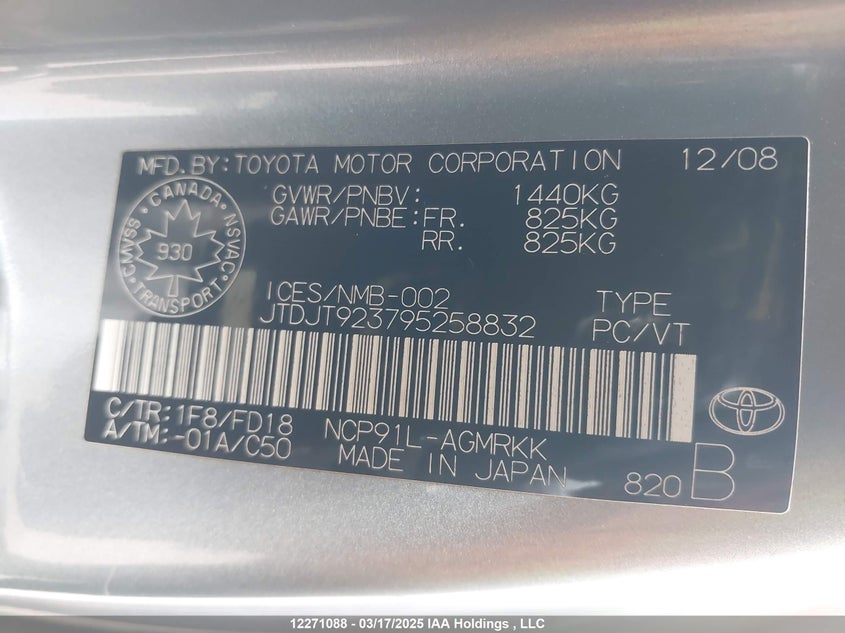 MFD.BY:TOYOTA MOTOR CORPORATION 12/08
GVWR/PNBV: 1440KG
GAWR/PNBE:FR. 825KG
RR. 825KG
CANADA
CMVSS 930 NSVAC
TRANSPORT
ICES/NMB-002 TYPE
JTDJT923795258832 PC/VT
C/TR:1F8/FD18 NCP91L-AGMRKK
A/TM:-01A/C50 MADE IN JAPAN 820 B
12271088 - 03/17/2025 IAA Holdings , LLC